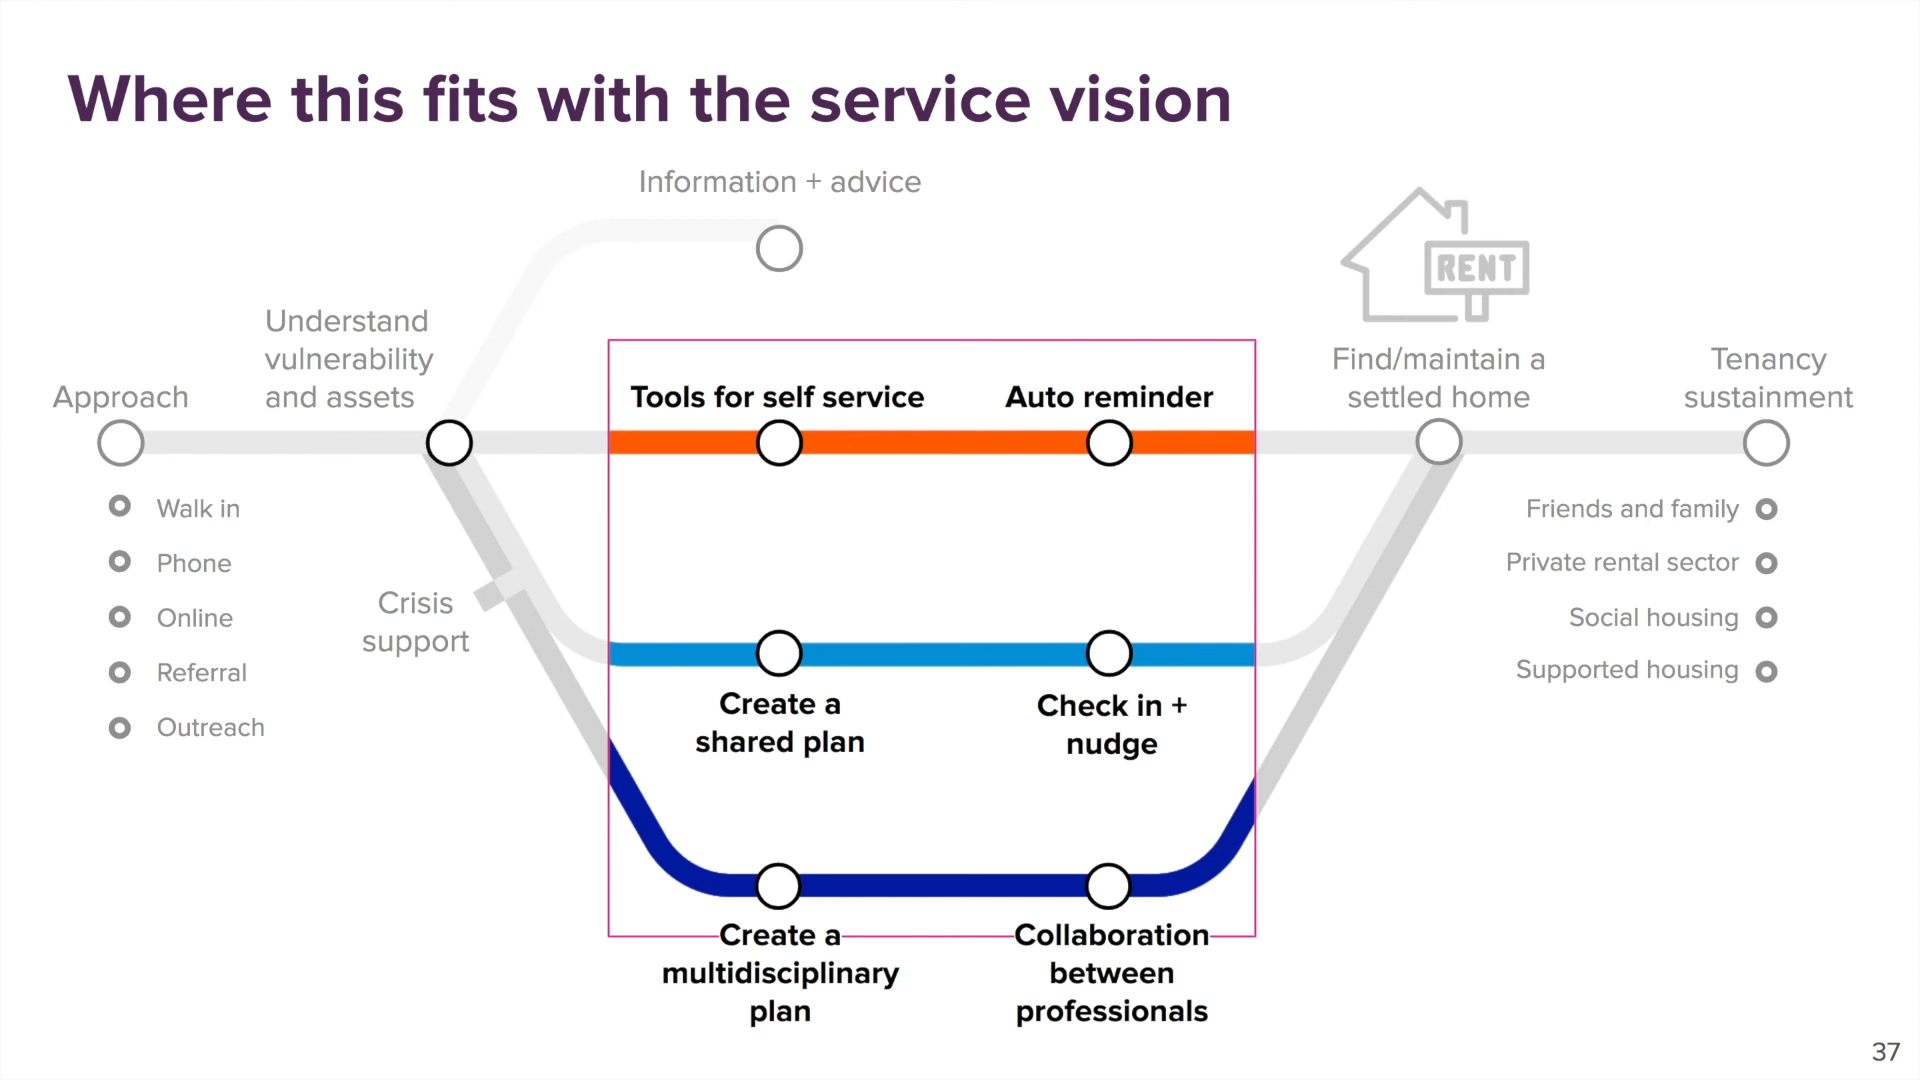 Where this fits with the service vision
Information + advice
RENT
Understand
vulnerability
and assets
Approach
Tools for self service
Auto reminder
Find/maintain a
settled home
Tenancy
sustainment
Walk in
Phone
Online
Referral
Outreach
Crisis
support
Friends and family
Private rental sector
Social housing
Supported housing
Create a
shared plan
Check in +
nudge
Create a
multidisciplinary
plan
Collaboration
between
professionals
37